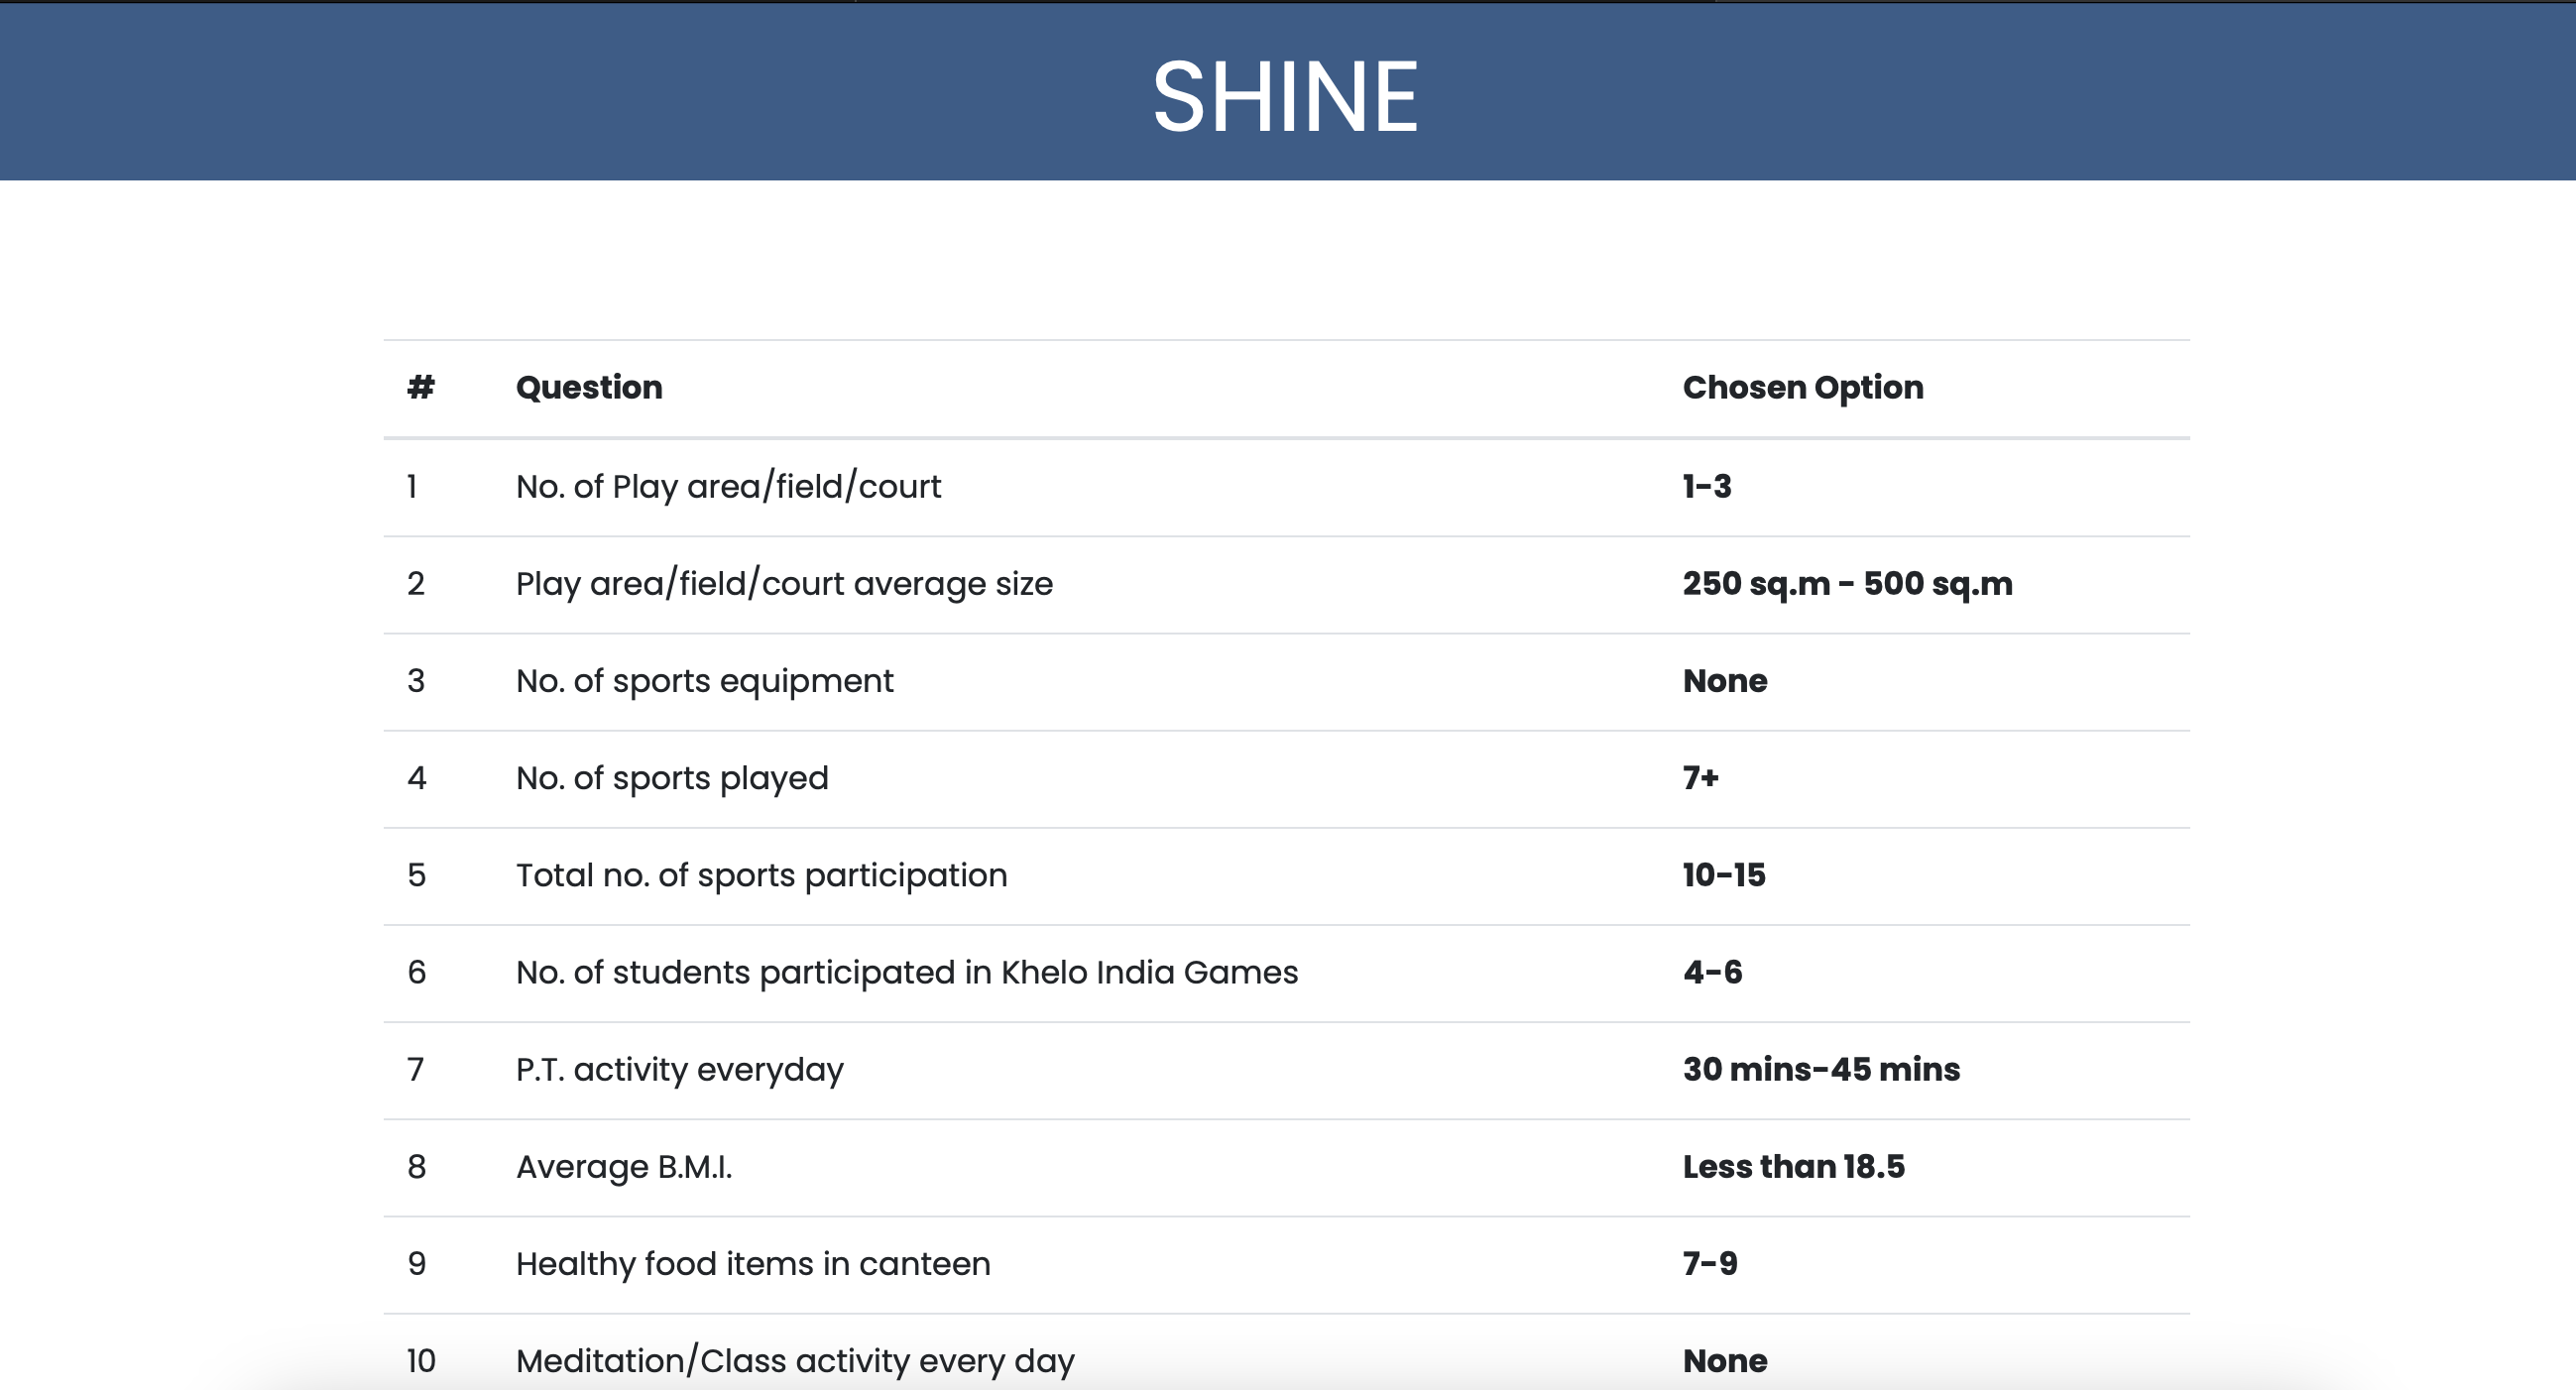 SHINE
# Question Chosen Option
1 No. of Play area/field/court 1-3
2 Play area/field/court average size 250 sq.m - 500 sq.m
3 No. of sports equipment None
4 No. of sports played 7+
5 Total no. of sports participation 10-15
6 No. of students participated in Khelo India Games 4-6
7 P.T. activity everyday 30 mins-45 mins
8 Average B.M.I. Less than 18.5
9 Healthy food items in canteen 7-9
10 Meditation/Class activity every day None